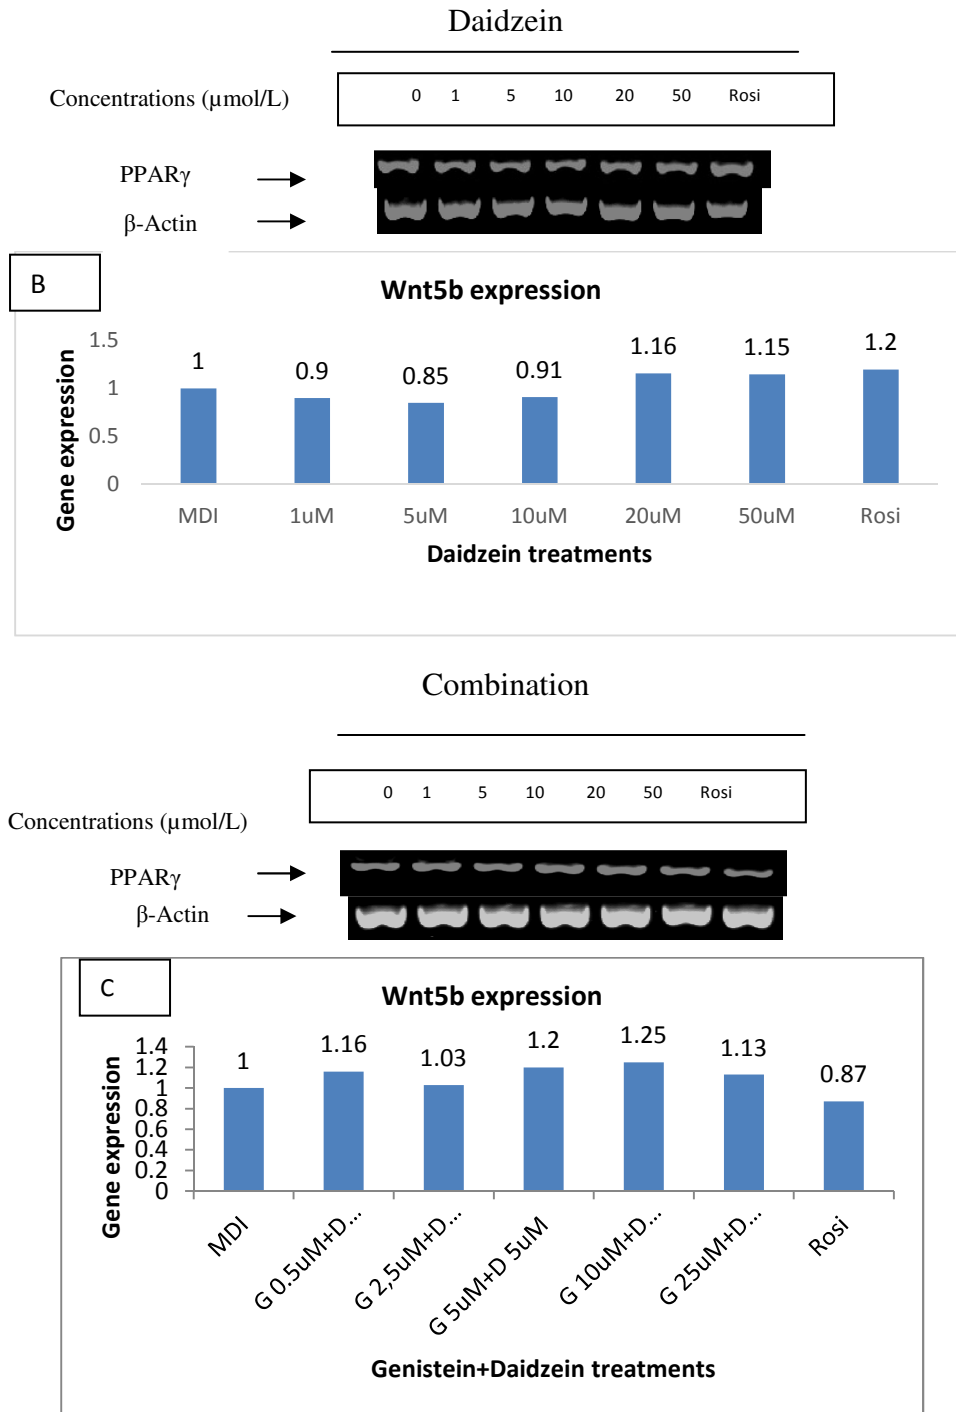 Daidzein
Concentrations (µmol/L)
0 1 5 10 20 50 Rosi
PPARγ
β-Actin
B
Wnt5b expression
Gene expression
1.5
1
0.5
0
1 0.9 0.85 0.91 1.16 1.15 1.2
MDI 1uM 5uM 10uM 20uM 50uM Rosi
Daidzein treatments
Combination
0 1 5 10 20 50 Rosi
Concentrations (µmol/L)
PPARγ
β-Actin
C
Wnt5b expression
Gene expression
1.4
1.2
1
0.8
0.6
0.4
0.2
0
1 1.16 1.03 1.2 1.25 1.13 0.87
MDI
G 0.5uM+D...
G 2,5uM+D...
G 5uM+D 5uM
G 10uM+D...
G 25uM+D...
Rosi
Genistein+Daidzein treatments